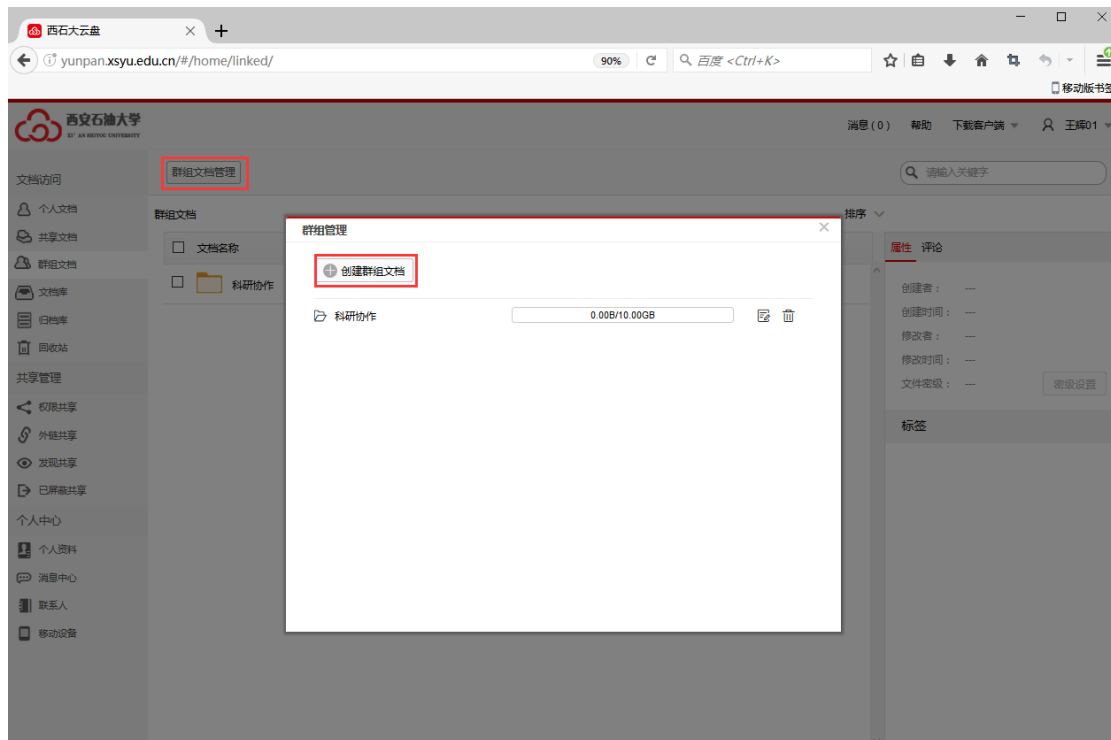 西石大云盘
yunpan.xsyu.edu.cn/#/home/linked/
90%
百度 <Ctrl+K>
移动版书签
西安石油大学
XI' AN SHIYOU UNIVERSITY
消息(0) 帮助 下载客户端 王辉01
文档访问
个人文档
共享文档
群组文档
文档库
归档库
回收站
共享管理
权限共享
外链共享
发现共享
已屏蔽共享
个人中心
个人资料
消息中心
联系人
移动设备
群组文档管理
请输入关键字
群组文档
排序
文档名称
科研协作
群组管理
创建群组文档
科研协作 0.00B/10.00GB
属性 评论
创建者： ---
创建时间： ---
修改者： ---
修改时间： ---
文件密级： --- 密级设置
标签